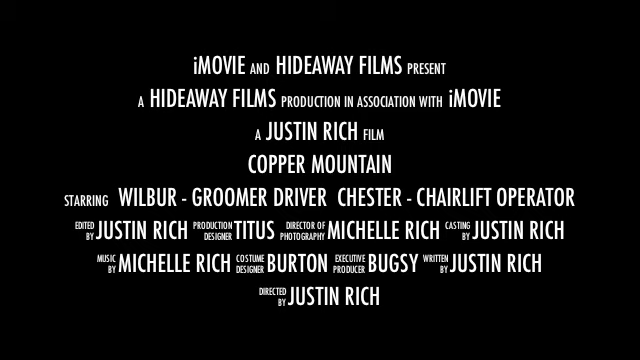 iMOVIE AND HIDEAWAY FILMS PRESENT
A HIDEAWAY FILMS PRODUCTION IN ASSOCIATION WITH iMOVIE
A JUSTIN RICH FILM
COPPER MOUNTAIN
STARRING WILBUR - GROOMER DRIVER CHESTER - CHAIRLIFT OPERATOR
EDITED BY JUSTIN RICH PRODUCTION DESIGNER TITUS DIRECTOR OF PHOTOGRAPHY MICHELLE RICH CASTING BY JUSTIN RICH
MUSIC BY MICHELLE RICH COSTUME DESIGNER BURTON EXECUTIVE PRODUCER BUGSY WRITTEN BY JUSTIN RICH
DIRECTED BY JUSTIN RICH